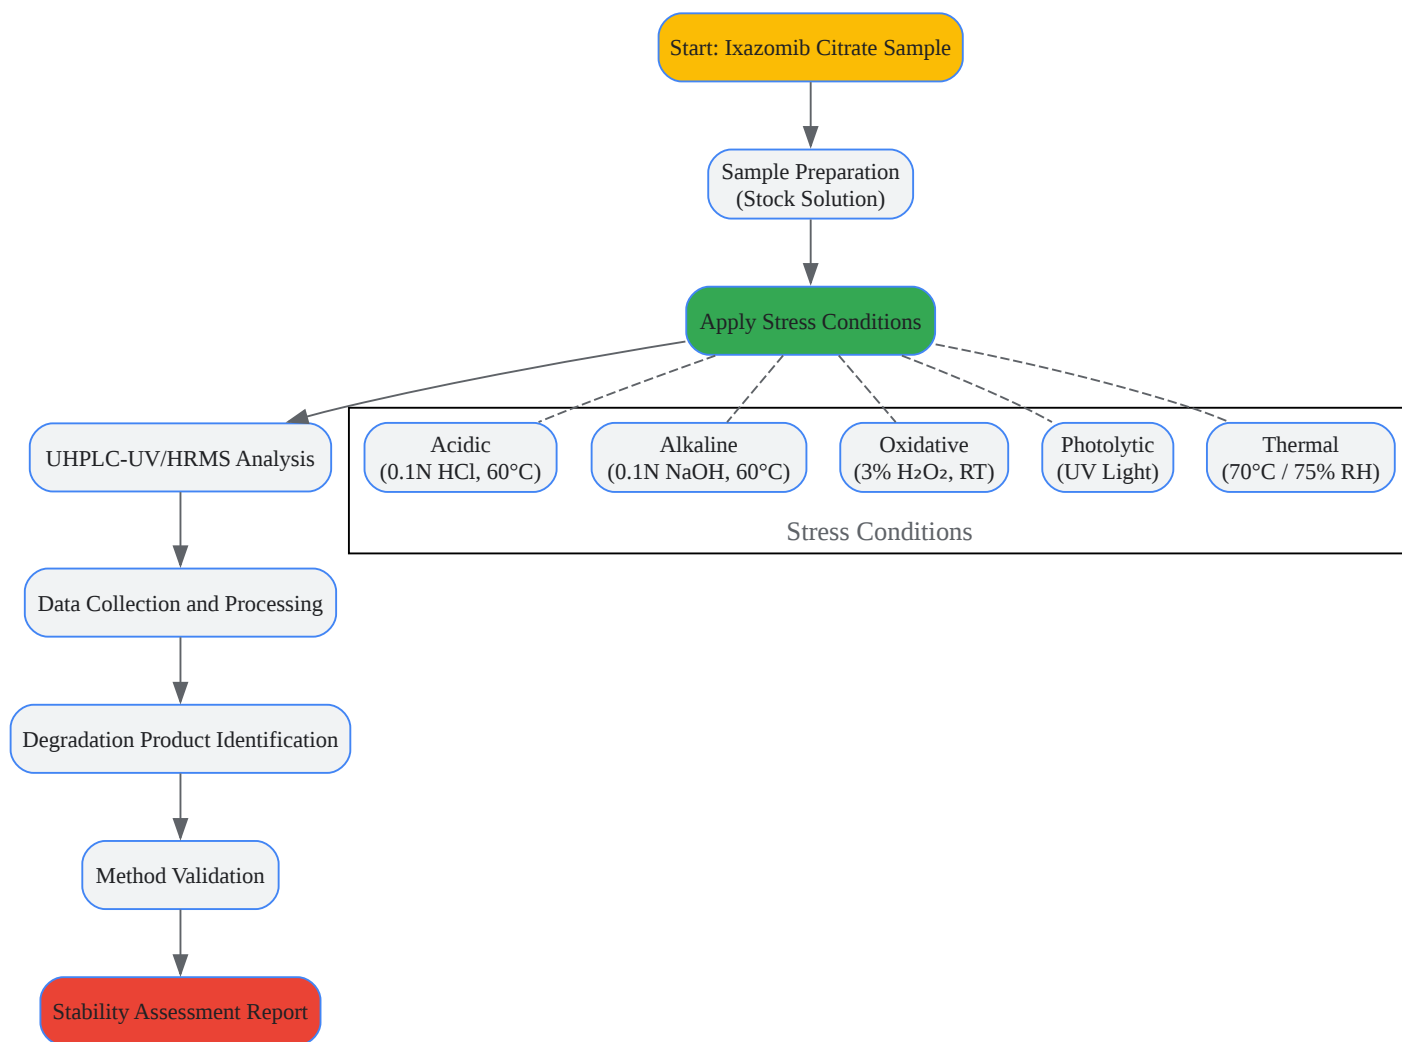 Start: Ixazomib Citrate Sample
Sample Preparation
(Stock Solution)
Apply Stress Conditions
UHPLC-UV/HRMS Analysis
Acidic
(0.1N HCl, 60°C)
Alkaline
(0.1N NaOH, 60°C)
Oxidative
(3% H₂O₂, RT)
Photolytic
(UV Light)
Thermal
(70°C / 75% RH)
Stress Conditions
Data Collection and Processing
Degradation Product Identification
Method Validation
Stability Assessment Report